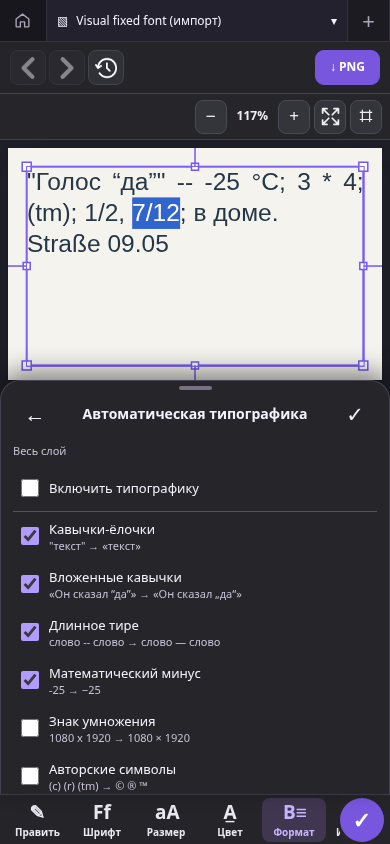 Visual fixed font (импорт)
↓ PNG
− 117% +
"Голос “да”" -- -25 °C; 3 * 4;
(tm); 1/2, 7/12; в доме.
Straße 09.05
← Автоматическая типографика ✓
Весь слой
Включить типографику
Кавычки-ёлочки
"текст" → «текст»
Вложенные кавычки
«Он сказал “да”» → «Он сказал „да“»
Длинное тире
слово -- слово → слово — слово
Математический минус
-25 → −25
Знак умножения
1080 x 1920 → 1080 × 1920
Авторские символы
(c) (r) (tm) → © ® ™
Ff аА A B≡
Править Шрифт Размер Цвет Формат